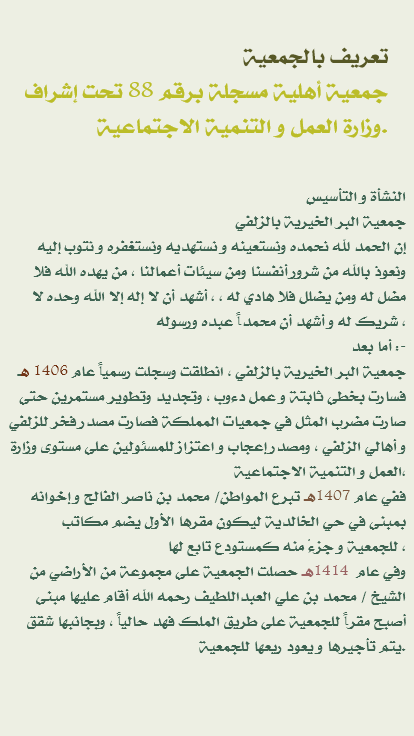 تعريف بالجمعية
جمعية أهلية مسجلة برقم 88 تحت إشراف
وزارة العمل و التنمية الاجتماعية.
النشأة و التأسيس
جمعية البر الخيرية بالزلفي
إن الحمد لله نحمده ونستعينه و نستهديه ونستغفره و نتوب إليه
ونعوذ بالله من شرور أنفسنا ومن سيئات أعمالنا ، من يهده الله فلا
مضل له ومن يضلل فلا هادي له ، ، أشهد أن لا إله إلا الله وحده لا
شريك له و أشهد أن محمداً عبده ورسوله ،
أما بعد :-
جمعية البر الخيرية بالزلفي ، انطلقت وسجلت رسمياً عام 1406 هـ
فسارت بخطى ثابتة و عمل دءوب ، وتجديد وتطوير مستمرين حتى
صارت مضرب المثل في جمعيات المملكة فصارت مصدر فخر للزلفي
و أهالي الزلفي ، ومصدر إعجاب و اعتزاز للمسئولين على مستوى وزارة
العمل و التنمية الاجتماعية،
ففي عام 1407هـ تبرع المواطن/ محمد بن ناصر الفالح و إخوانه
بمبنى في حي الخالدية ليكون مقرها الأول يضم مكاتب
للجمعية و جزءً منه كمستودع تابع لها ،
وفي عام 1414هـ حصلت الجمعية على مجموعة من الأراضي من
الشيخ / محمد بن علي العبداللطيف رحمه الله أقام عليها مبنى
أصبح مقراً للجمعية على طريق الملك فهد حالياً ، وبجانبها شقق
يتم تأجيرها و يعود ريعها للجمعية.